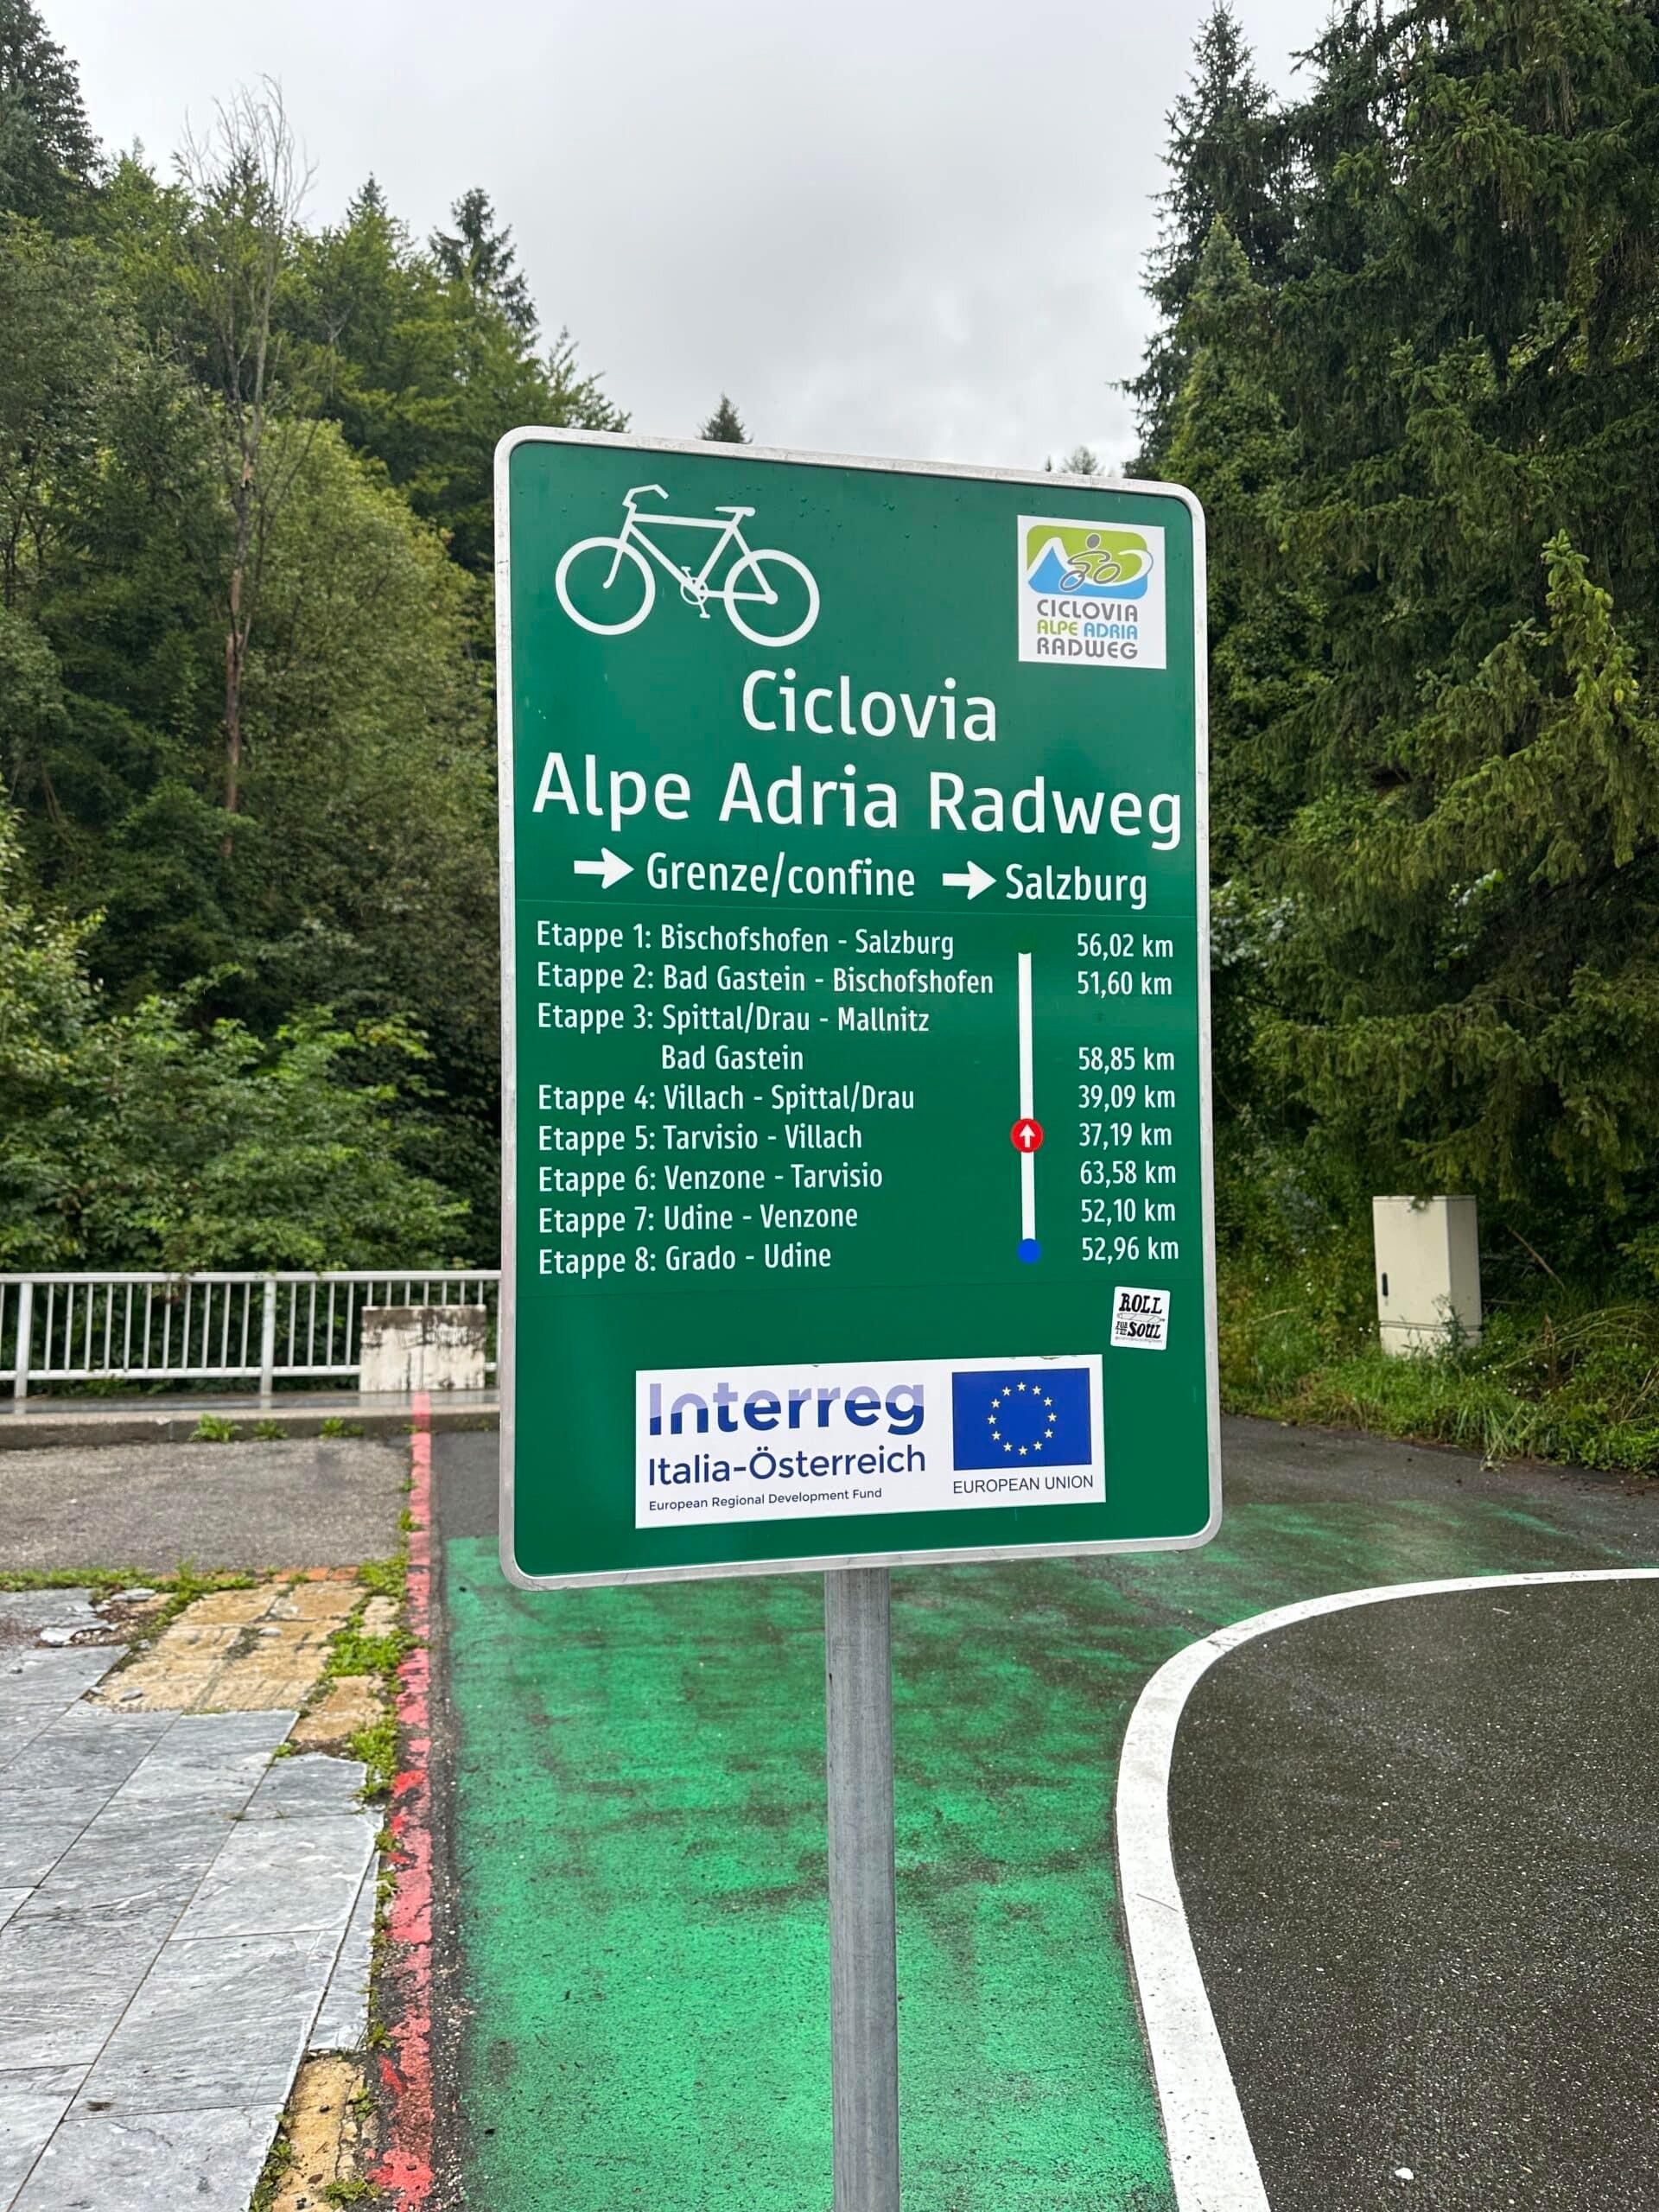 CICLOVIA
ALPE ADRIA
RADWEG
Ciclovia
Alpe Adria Radweg
Grenze/confine Salzburg
Etappe 1: Bischofshofen - Salzburg 56,02 km
Etappe 2: Bad Gastein - Bischofshofen 51,60 km
Etappe 3: Spittal/Drau - Mallnitz
Bad Gastein 58,85 km
Etappe 4: Villach - Spittal/Drau 39,09 km
Etappe 5: Tarvisio - Villach 37,19 km
Etappe 6: Venzone - Tarvisio 63,58 km
Etappe 7: Udine - Venzone 52,10 km
Etappe 8: Grado - Udine 52,96 km
ROLL
FOR THE SOUL
Interreg
Italia-Österreich
European Regional Development Fund
EUROPEAN UNION